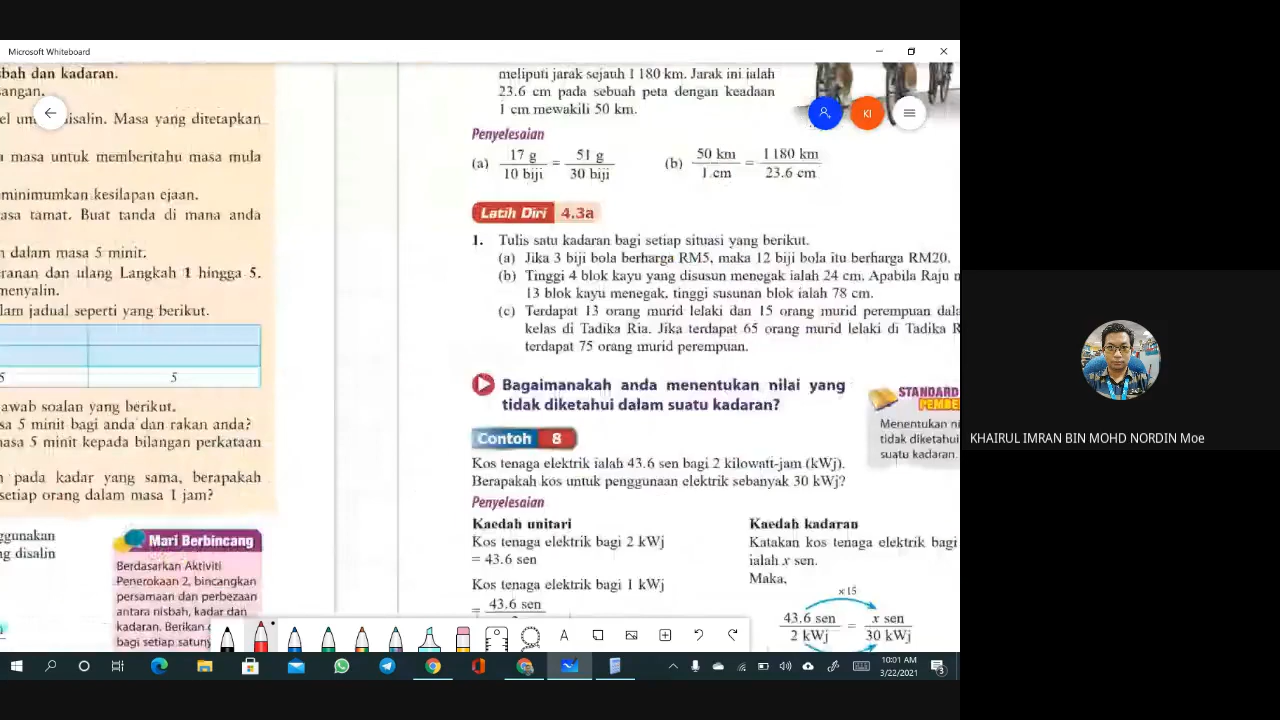 Microsoft Whiteboard
bah dan kadaran.
sangan.
isalin. Masa yang ditetapkan
masa untuk memberitahu masa mula
minimumkan kesilapan ejaan.
asa tamat. Buat tanda di mana anda
dalam masa 5 minit.
eranan dan ulang Langkah 1 hingga 5.
menyalin.
lam jadual seperti yang berikut.
5 5
awab soalan yang berikut.
sa 5 minit bagi anda dan rakan anda?
masa 5 minit kepada bilangan perkataan
pada kadar yang sama, berapakah
setiap orang dalam masa 1 jam?
ggunakan
ng disalin
Mari Berbincang
Berdasarkan Aktiviti
Penerokaan 2, bincangkan
persamaan dan perbezaan
antara nisbah, kadar dan
kadaran. Berikan
bagi setiap satuny
meliputi jarak sejauh 1 180 km. Jarak ini ialah
23.6 cm pada sebuah peta dengan keadaan
1 cm mewakili 50 km.
Penyelesaian
(a) 17 g / 10 biji = 51 g / 30 biji (b) 50 km / 1 cm = 1 180 km / 23.6 cm
Latih Diri 4.3a
1. Tulis satu kadaran bagi setiap situasi yang berikut.
(a) Jika 3 biji bola berharga RM5, maka 12 biji bola itu berharga RM20.
(b) Tinggi 4 blok kayu yang disusun menegak ialah 24 cm. Apabila Raju m
13 blok kayu menegak, tinggi susunan blok ialah 78 cm.
(c) Terdapat 13 orang murid lelaki dan 15 orang murid perempuan dala
kelas di Tadika Ria. Jika terdapat 65 orang murid lelaki di Tadika R
terdapat 75 orang murid perempuan.
Bagaimanakah anda menentukan nilai yang
tidak diketahui dalam suatu kadaran?
STANDARD
PEMBE
Menentukan ni
tidak diketahui
suatu kadaran.
Contoh 8
Kos tenaga elektrik ialah 43.6 sen bagi 2 kilowatt-jam (kWj).
Berapakah kos untuk penggunaan elektrik sebanyak 30 kWj?
Penyelesaian
Kaedah unitari
Kos tenaga elektrik bagi 2 kWj
= 43.6 sen
Kos tenaga elektrik bagi 1 kWj
= 43.6 sen
Kaedah kadaran
Katakan kos tenaga elektrik bagi
ialah x sen.
Maka,
×15
43.6 sen / 2 kWj = x sen / 30 kWj
KI
KHAIRUL IMRAN BIN MOHD NORDIN Moe
10:01 AM
3/22/2021
3